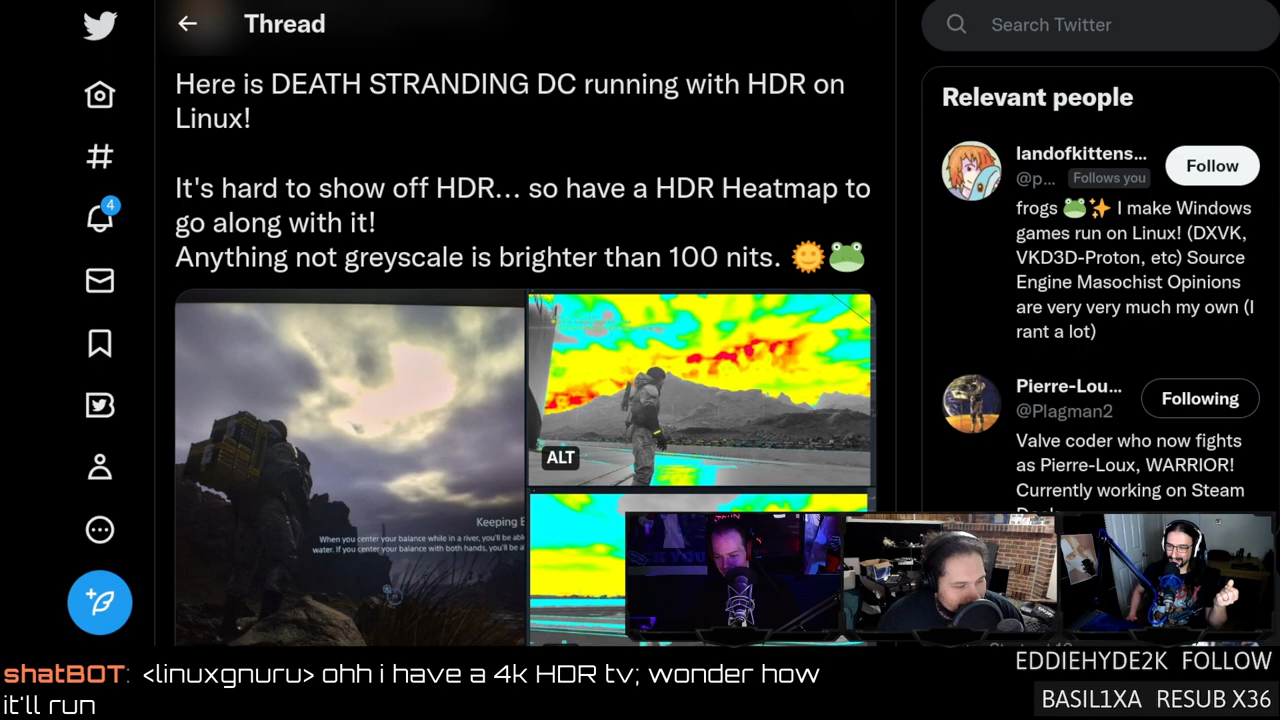 Thread
Search Twitter
Here is DEATH STRANDING DC running with HDR on
Linux!
It's hard to show off HDR... so have a HDR Heatmap to
go along with it!
Anything not greyscale is brighter than 100 nits. 🌞🐸
4
ALT
Keeping
When you center your balance while in a river, you'll be
water. If you center your balance with both hands, you'll be
Relevant people
landofkittens...
Follow
@p... Follows you
frogs 🐸✨ I make Windows
games run on Linux! (DXVK,
VKD3D-Proton, etc) Source
Engine Masochist Opinions
are very very much my own (I
rant a lot)
Pierre-Lou...
Following
@Plagman2
Valve coder who now fights
as Pierre-Loux, WARRIOR!
Currently working on Steam
shatBOT: <linuxgnuru> ohh i have a 4k HDR tv; wonder how
it'll run
EDDIEHYDE2K FOLLOW
BASIL1XA RESUB X36